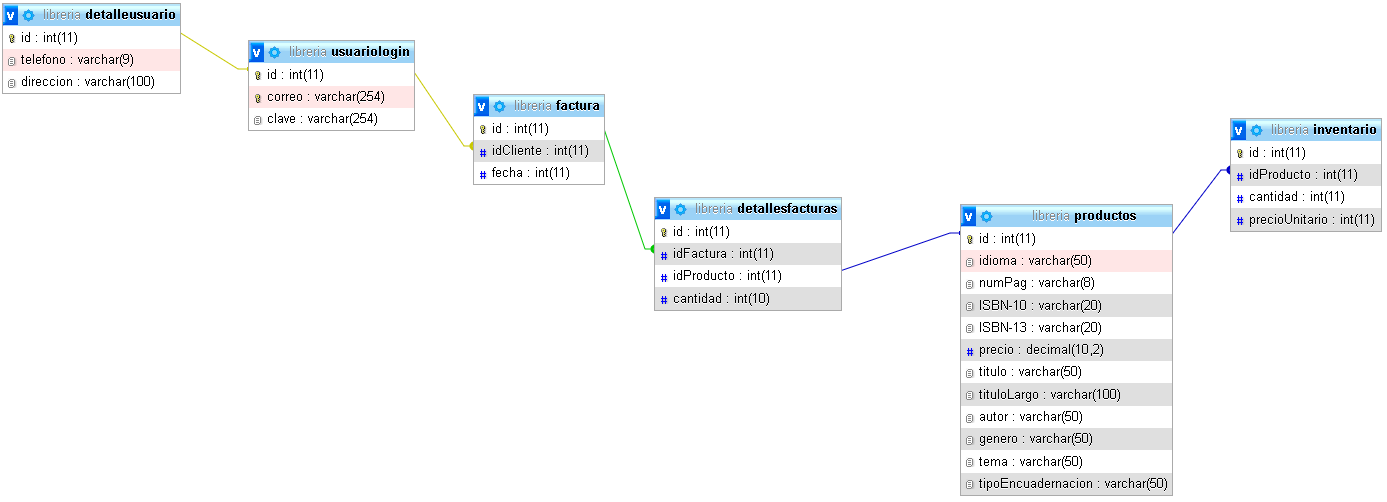 libreria detalleusuario
id : int(11)
telefono : varchar(9)
direccion : varchar(100)
libreria usuariologin
id : int(11)
correo : varchar(254)
clave : varchar(254)
libreria factura
id : int(11)
idCliente : int(11)
fecha : int(11)
libreria detallesfacturas
id : int(11)
idFactura : int(11)
idProducto : int(11)
cantidad : int(10)
libreria productos
id : int(11)
idioma : varchar(50)
numPag : varchar(8)
ISBN-10 : varchar(20)
ISBN-13 : varchar(20)
precio : decimal(10,2)
titulo : varchar(50)
tituloLargo : varchar(100)
autor : varchar(50)
genero : varchar(50)
tema : varchar(50)
tipoEncuadernacion : varchar(50)
libreria inventario
id : int(11)
idProducto : int(11)
cantidad : int(11)
precioUnitario : int(11)